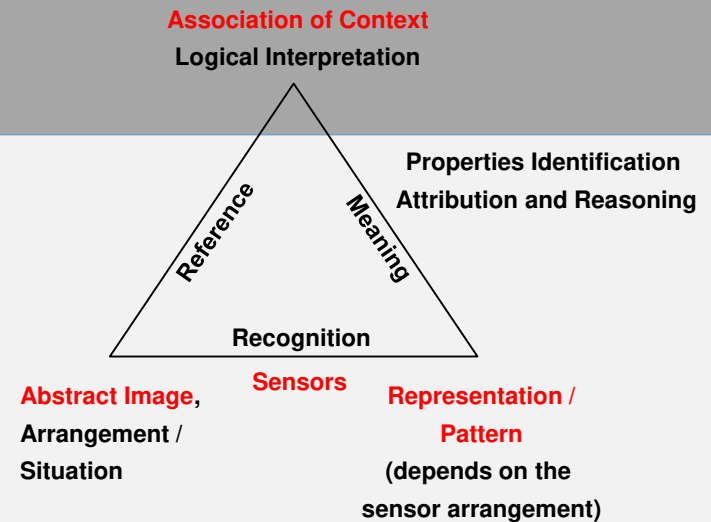 Association of Context
Logical Interpretation
Properties Identification
Attribution and Reasoning
Reference
Meaning
Recognition
Sensors
Abstract Image,
Arrangement /
Situation
Representation /
Pattern
(depends on the
sensor arrangement)